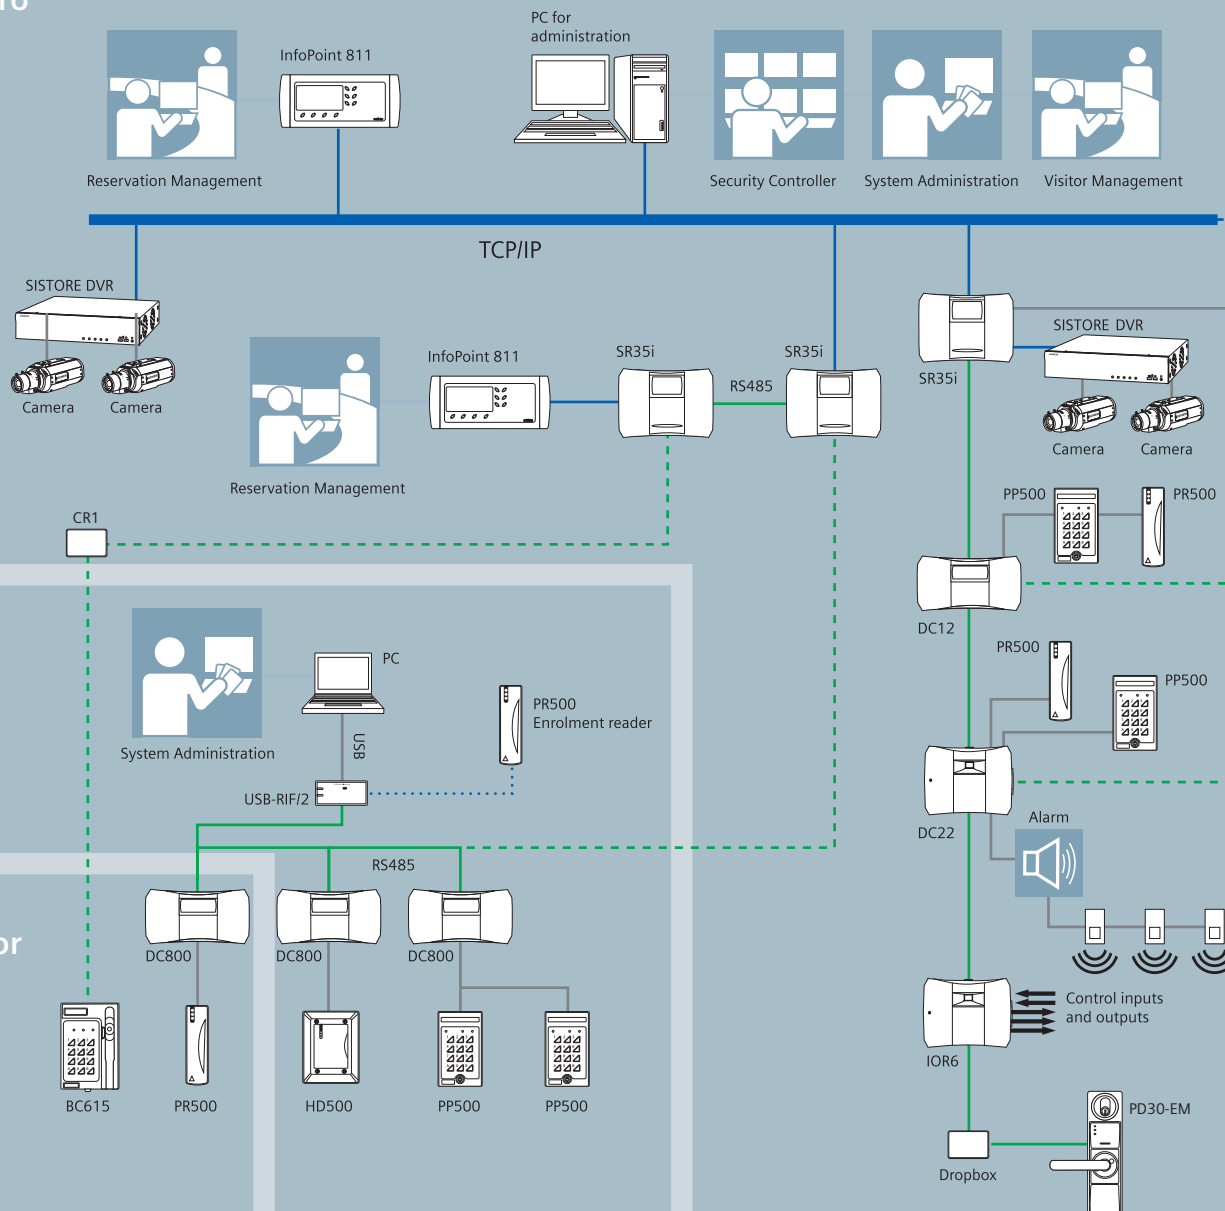 ro
PC for
administration
InfoPoint 811
Reservation Management
Security Controller
System Administration
Visitor Management
TCP/IP
SISTORE DVR
Camera
Camera
InfoPoint 811
Reservation Management
SR35i
RS485
SR35i
SR35i
SISTORE DVR
Camera
Camera
CR1
PP500
PR500
DC12
PR500
PP500
DC22
Alarm
System Administration
PC
USB
USB-RIF/2
PR500
Enrolment reader
RS485
or
DC800
DC800
DC800
BC615
PR500
HD500
PP500
PP500
Control inputs
and outputs
IOR6
Dropbox
PD30-EM